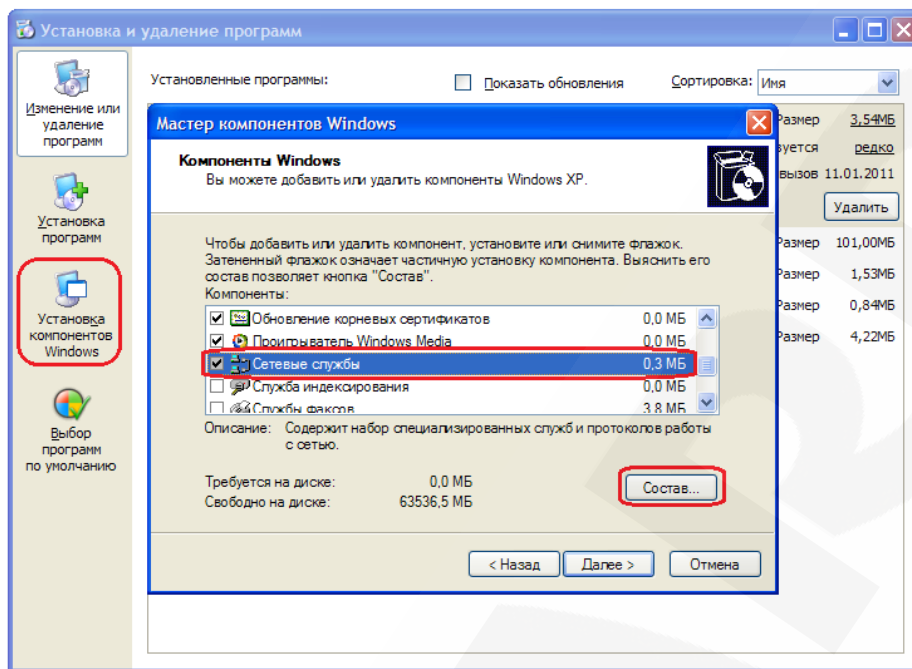 Установка и удаление программ
Изменение или
удаление
программ
Установка
программ
Установка
компонентов
Windows
Выбор
программ
по умолчанию
Установленные программы:
Показать обновления
Сортировка: Имя
Размер 3,54МБ
зуется редко
вызов 11.01.2011
Удалить
Размер 101,00МБ
Размер 1,53МБ
Размер 0,84МБ
Размер 4,22МБ
Мастер компонентов Windows
Компоненты Windows
Вы можете добавить или удалить компоненты Windows XP.
Чтобы добавить или удалить компонент, установите или снимите флажок.
Затененный флажок означает частичную установку компонента. Выяснить его
состав позволяет кнопка "Состав".
Компоненты:
Обновление корневых сертификатов 0,0 МБ
Проигрыватель Windows Media 0,0 МБ
Сетевые службы 0,3 МБ
Служба индексирования 0,0 МБ
Службы факсов 3,8 МБ
Описание: Содержит набор специализированных служб и протоколов работы
с сетью.
Требуется на диске: 0,0 МБ
Свободно на диске: 63536,5 МБ
Состав...
< Назад
Далее >
Отмена